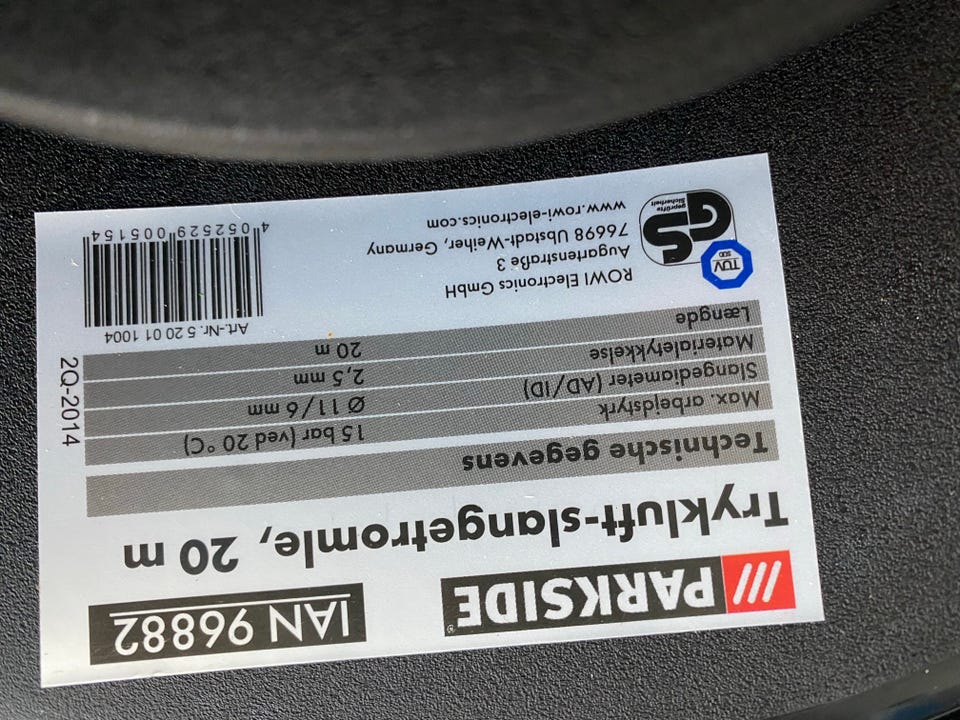 PARKSIDE®
IAN 96882
Trykluft-slangetromle, 20 m
Technische gegevens
Max. arbejdstyrk 15 bar (ved 20 °C)
Slangediameter (AD/ID) Ø 11/6 mm
Materialetykkelse 2,5 mm
Længde 20 m
2Q-2014
ROWI Electronics GmbH
Augartenstraße 3
76698 Ubstadt-Weiher, Germany
www.rowi-electronics.com
TÜV
SÜD
GS
geprüfte
Sicherheit
Art.-Nr. 5 20 01 1004
4 052529 005154